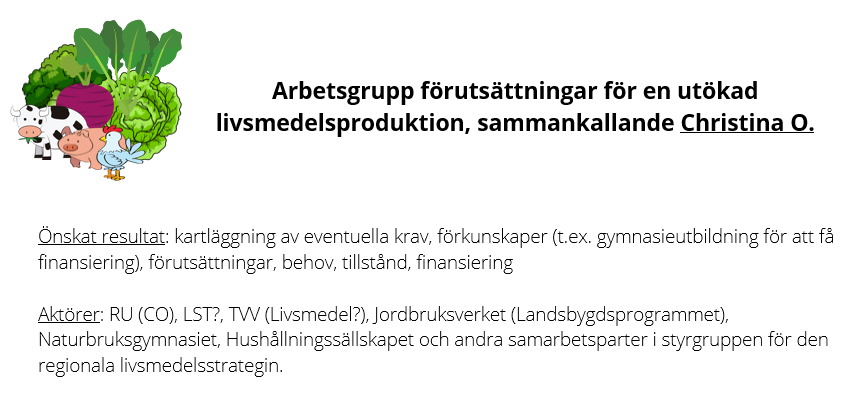 Arbetsgrupp förutsättningar för en utökad
livsmedelsproduktion, sammankallande Christina O.
Önskat resultat: kartläggning av eventuella krav, förkunskaper (t.ex. gymnasieutbildning för att få
finansiering), förutsättningar, behov, tillstånd, finansiering
Aktörer: RU (CO), LST?, TVV (Livsmedel?), Jordbruksverket (Landsbygdsprogrammet),
Naturbruksgymnasiet, Hushållningssällskapet och andra samarbetsparter i styrgruppen för den
regionala livsmedelsstrategin.